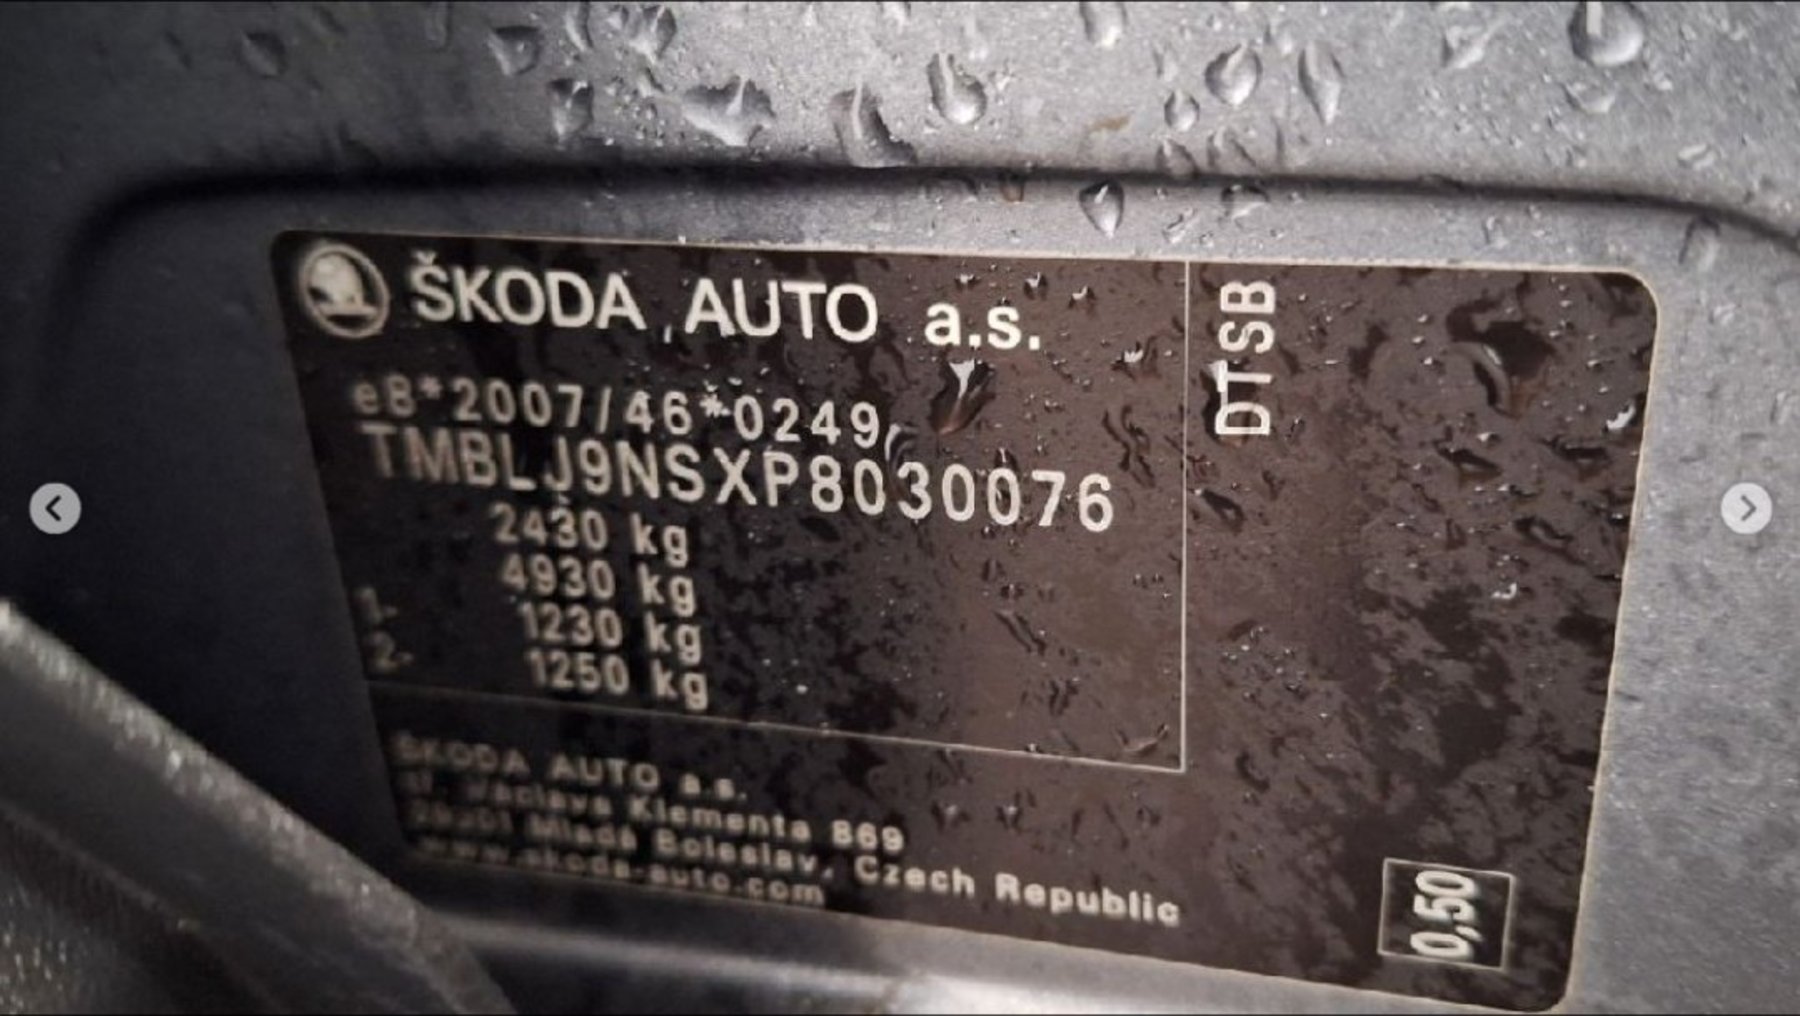 ŠKODA AUTO a.s.
e8*2007/46*0249
TMBLJ9NSXP8030076
2430 kg
4930 kg
1- 1230 kg
2- 1250 kg
DTSB
ŠKODA AUTO a.s.
tř. Václava Klementa 869
29301 Mladá Boleslav, Czech Republic
www.skoda-auto.com
0,50